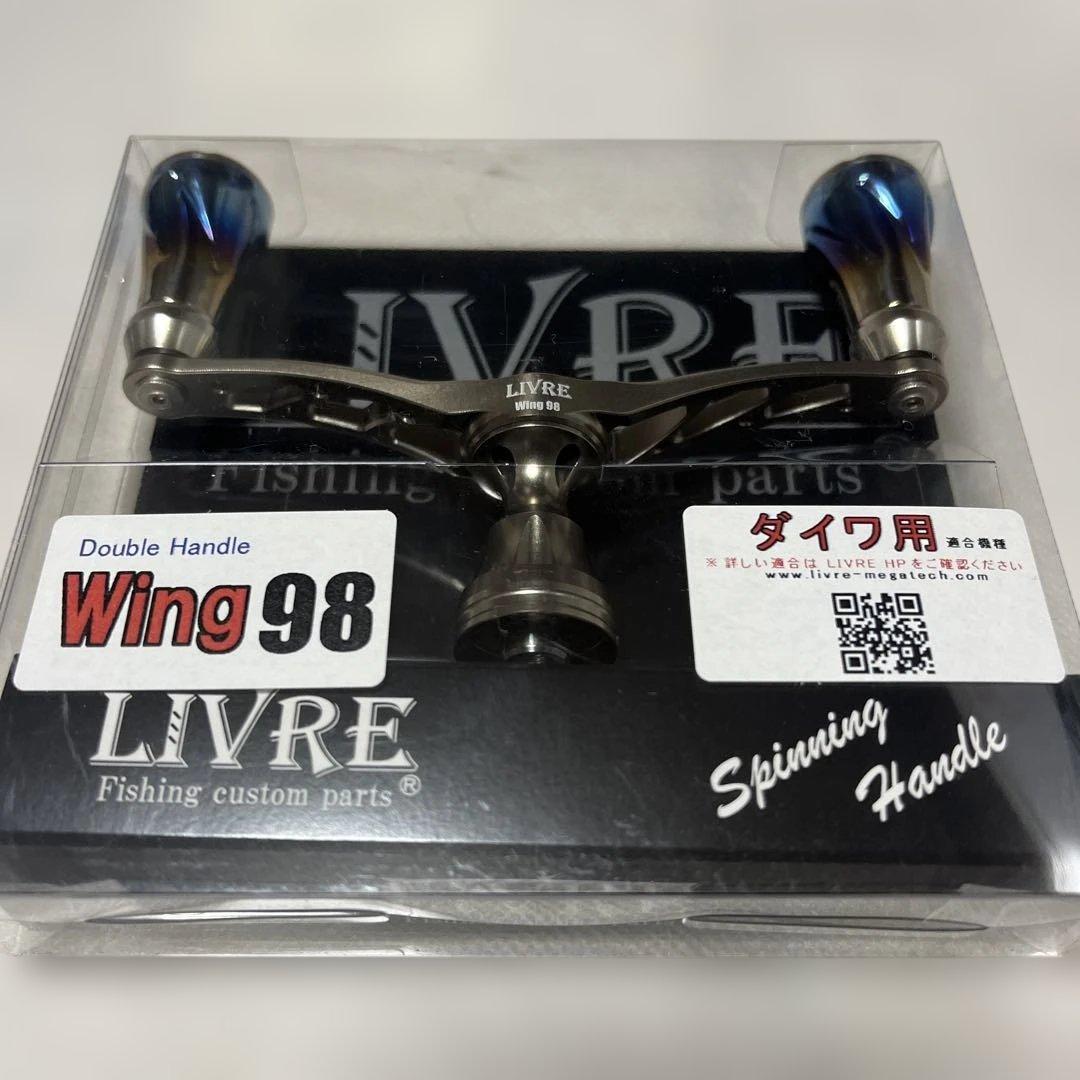 LIVRE
Fishing custom parts®
LIVRE
Wing 98
Double Handle
Wing 98
ダイワ用 適合機種
※ 詳しい適合は LIVRE HP をご確認ください
www.livre-megatech.com
LIVRE
Fishing custom parts®
Spinning
Handle